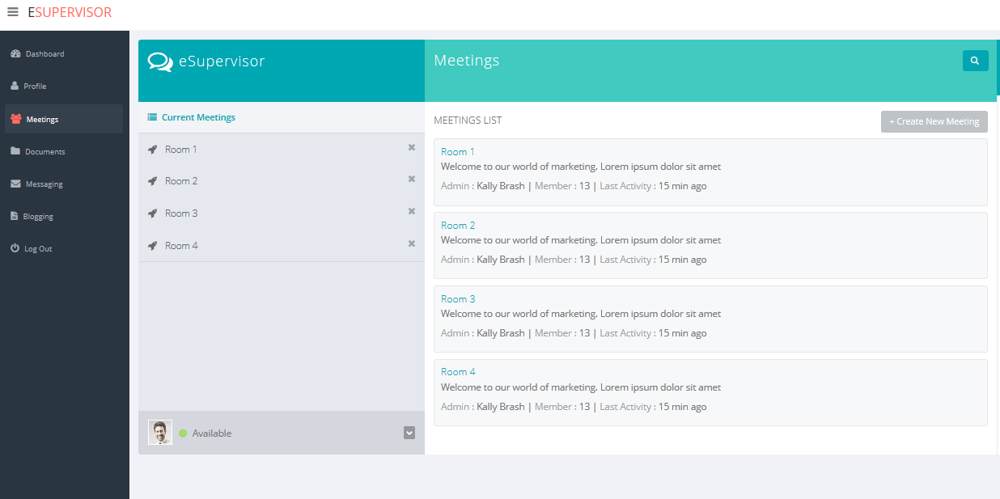 ESUPERVISOR
Dashboard
Profile
Meetings
Documents
Messaging
Blogging
Log Out
eSupervisor
Current Meetings
Room 1
Room 2
Room 3
Room 4
Available
Meetings
MEETINGS LIST
+ Create New Meeting
Room 1
Welcome to our world of marketing. Lorem ipsum dolor sit amet
Admin : Kally Brash | Member : 13 | Last Activity : 15 min ago
Room 2
Welcome to our world of marketing. Lorem ipsum dolor sit amet
Admin : Kally Brash | Member : 13 | Last Activity : 15 min ago
Room 3
Welcome to our world of marketing. Lorem ipsum dolor sit amet
Admin : Kally Brash | Member : 13 | Last Activity : 15 min ago
Room 4
Welcome to our world of marketing. Lorem ipsum dolor sit amet
Admin : Kally Brash | Member : 13 | Last Activity : 15 min ago